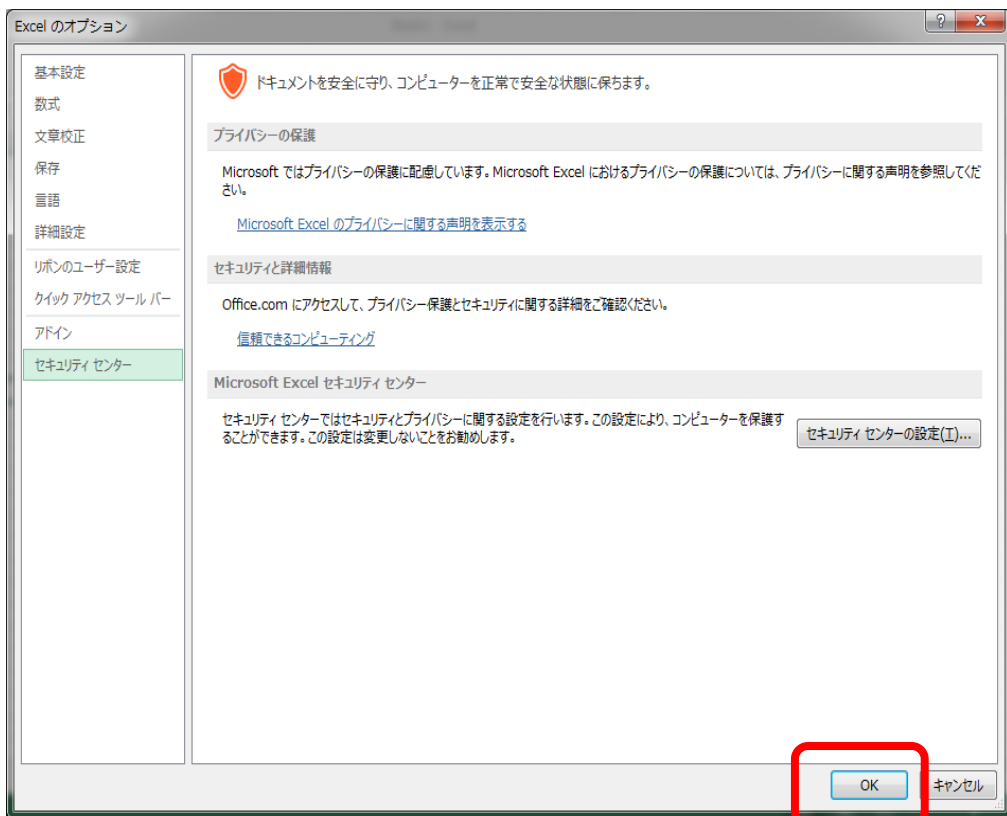 Excel のオプション
基本設定
数式
文章校正
保存
言語
詳細設定
リボンのユーザー設定
クイック アクセス ツール バー
アドイン
セキュリティ センター
ドキュメントを安全に守り、コンピューターを正常で安全な状態に保ちます。
プライバシーの保護
Microsoft ではプライバシーの保護に配慮しています。Microsoft Excel におけるプライバシーの保護については、プライバシーに関する声明を参照してくだ
さい。
Microsoft Excel のプライバシーに関する声明を表示する
セキュリティと詳細情報
Office.com にアクセスして、プライバシー保護とセキュリティに関する詳細をご確認ください。
信頼できるコンピューティング
Microsoft Excel セキュリティ センター
セキュリティ センターではセキュリティとプライバシーに関する設定を行います。この設定により、コンピューターを保護す
ることができます。この設定は変更しないことをお勧めします。
セキュリティ センターの設定(T)...
OK
キャンセル